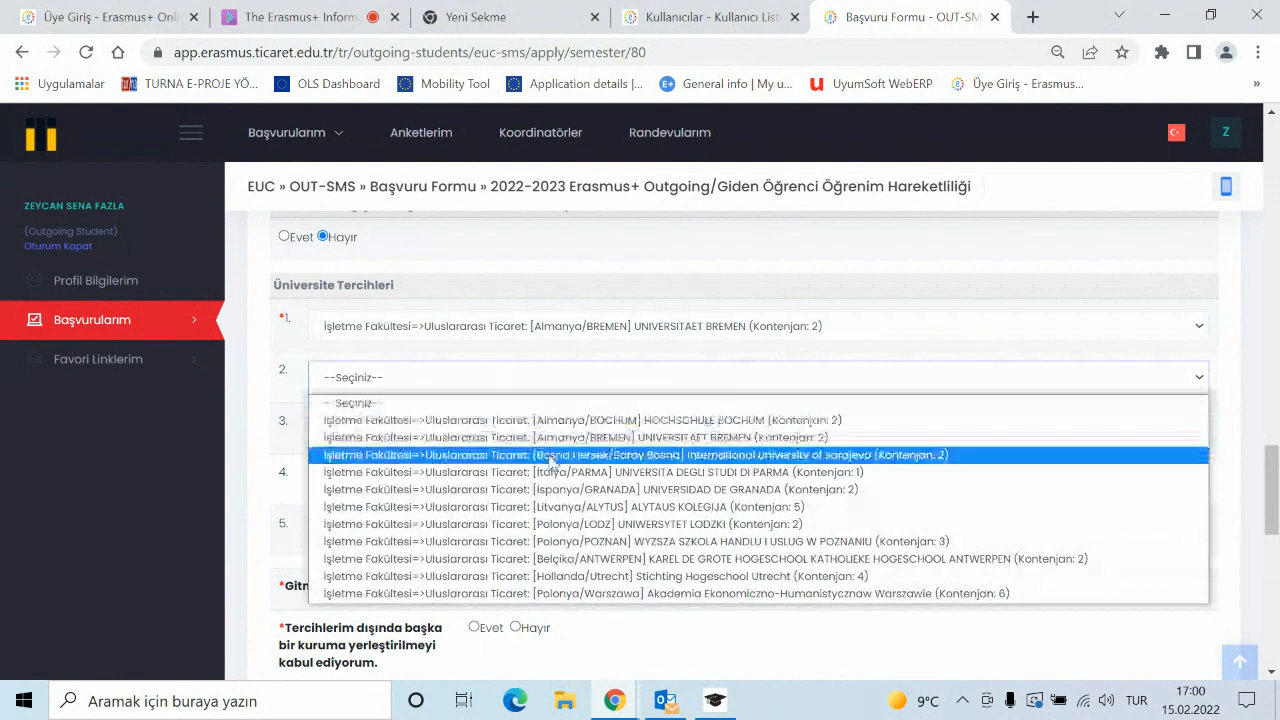 Üye Giriş - Erasmus+ Onli
The Erasmus+ Infor
Yeni Sekme
Kullanıcılar - Kullanıcı List
Başvuru Formu - OUT-SM
app.erasmus.ticaret.edu.tr/tr/outgoing-students/euc-sms/apply/semester/80
Uygulamalar
TURNA E-PROJE YÖ...
OLS Dashboard
Mobility Tool
Application details |...
General info | My u...
UyumSoft WebERP
Üye Giriş - Erasmus...
»
Başvurularım
Anketlerim
Koordinatörler
Randevularım
Z
EUC » OUT-SMS » Başvuru Formu » 2022-2023 Erasmus+ Outgoing/Giden Öğrenci Öğrenim Hareketliliği
ZEYCAN SENA FAZLA
(Outgoing Student)
Oturum Kapat
Profil Bilgilerim
Başvurularım
Favori Linklerim
Evet Hayır
Üniversite Tercihleri
*1.
İşletme Fakültesi=>Uluslararası Ticaret: [Almanya/BREMEN] UNIVERSITAET BREMEN (Kontenjan: 2)
2.
--Seçiniz--
--Seçiniz--
3.
İşletme Fakültesi=>Uluslararası Ticaret: [Almanya/BOCHUM] HOCHSCHULE BOCHUM (Kontenjan: 2)
İşletme Fakültesi=>Uluslararası Ticaret: [Almanya/BREMEN] UNIVERSITAET BREMEN (Kontenjan: 2)
İşletme Fakültesi=>Uluslararası Ticaret: International university of Sarajevo (Kontenjan: 2)
4.
İşletme Fakültesi=>Uluslararası Ticaret: [İtalya/PARMA] UNIVERSITA DEGLI STUDI DI PARMA (Kontenjan: 1)
İşletme Fakültesi=>Uluslararası Ticaret: [İspanya/GRANADA] UNIVERSIDAD DE GRANADA (Kontenjan: 2)
İşletme Fakültesi=>Uluslararası Ticaret: [Litvanya/ALYTUS] ALYTAUS KOLEGIJA (Kontenjan: 5)
5.
İşletme Fakültesi=>Uluslararası Ticaret: [Polonya/LODZ] UNIWERSYTET LODZKI (Kontenjan: 2)
İşletme Fakültesi=>Uluslararası Ticaret: [Polonya/POZNAN] WYZSZA SZKOLA HANDLU I USLUG W POZNANIU (Kontenjan: 3)
İşletme Fakültesi=>Uluslararası Ticaret: [Belçika/ANTWERPEN] KAREL DE GROTE HOGESCHOOL KATHOLIEKE HOGESCHOOL ANTWERPEN (Kontenjan: 2)
İşletme Fakültesi=>Uluslararası Ticaret: [Hollanda/Utrecht] Stichting Hogeschool Utrecht (Kontenjan: 4)
*Gitm
İşletme Fakültesi=>Uluslararası Ticaret: [Polonya/Warszawa] Akademia Ekonomiczno-Humanistycznaw Warszawie (Kontenjan: 6)
*Tercihlerim dışında başka
bir kuruma yerleştirilmeyi
kabul ediyorum.
Evet Hayır
Aramak için buraya yazın
9°C
TUR
17:00
15.02.2022